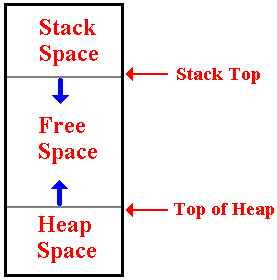 Stack
Space
Stack Top
Free
Space
Top of Heap
Heap
Space